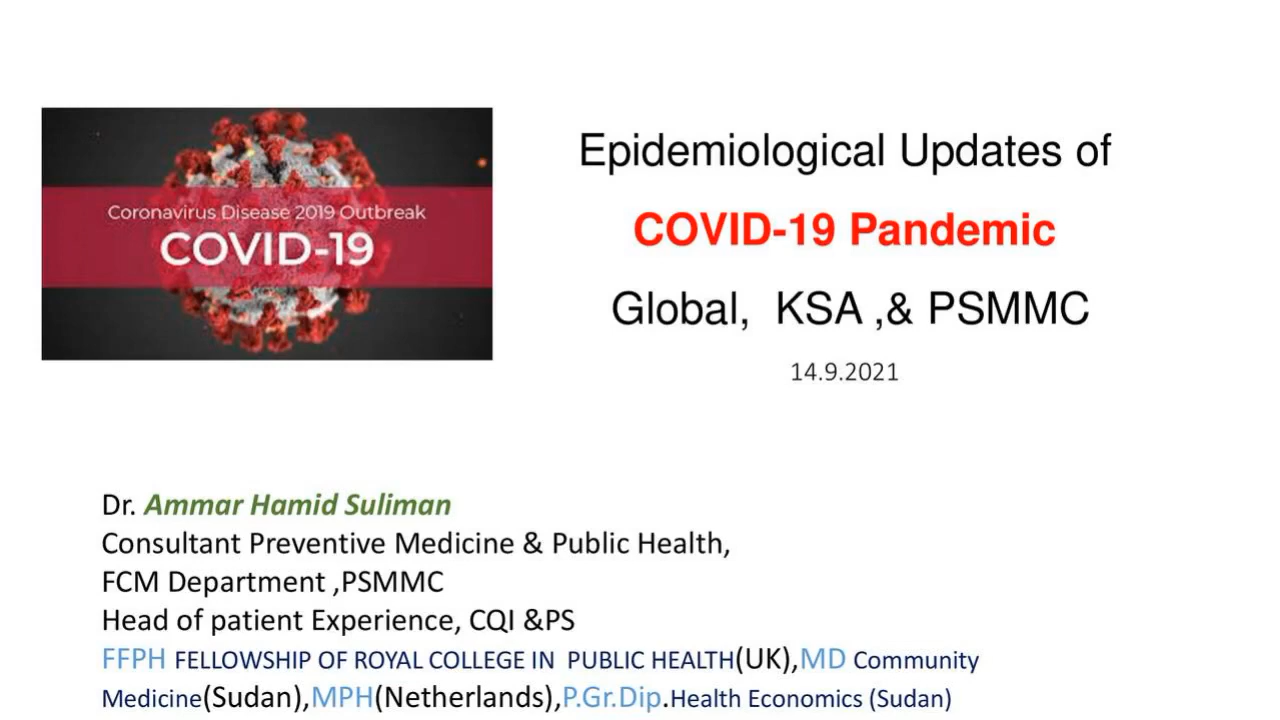 Coronavirus Disease 2019 Outbreak
COVID-19
Epidemiological Updates of
COVID-19 Pandemic
Global, KSA ,& PSMMC
14.9.2021
Dr. Ammar Hamid Suliman
Consultant Preventive Medicine & Public Health,
FCM Department ,PSMMC
Head of patient Experience, CQI &PS
FFPH FELLOWSHIP OF ROYAL COLLEGE IN PUBLIC HEALTH(UK),MD Community
Medicine(Sudan),MPH(Netherlands),P.Gr.Dip.Health Economics (Sudan)